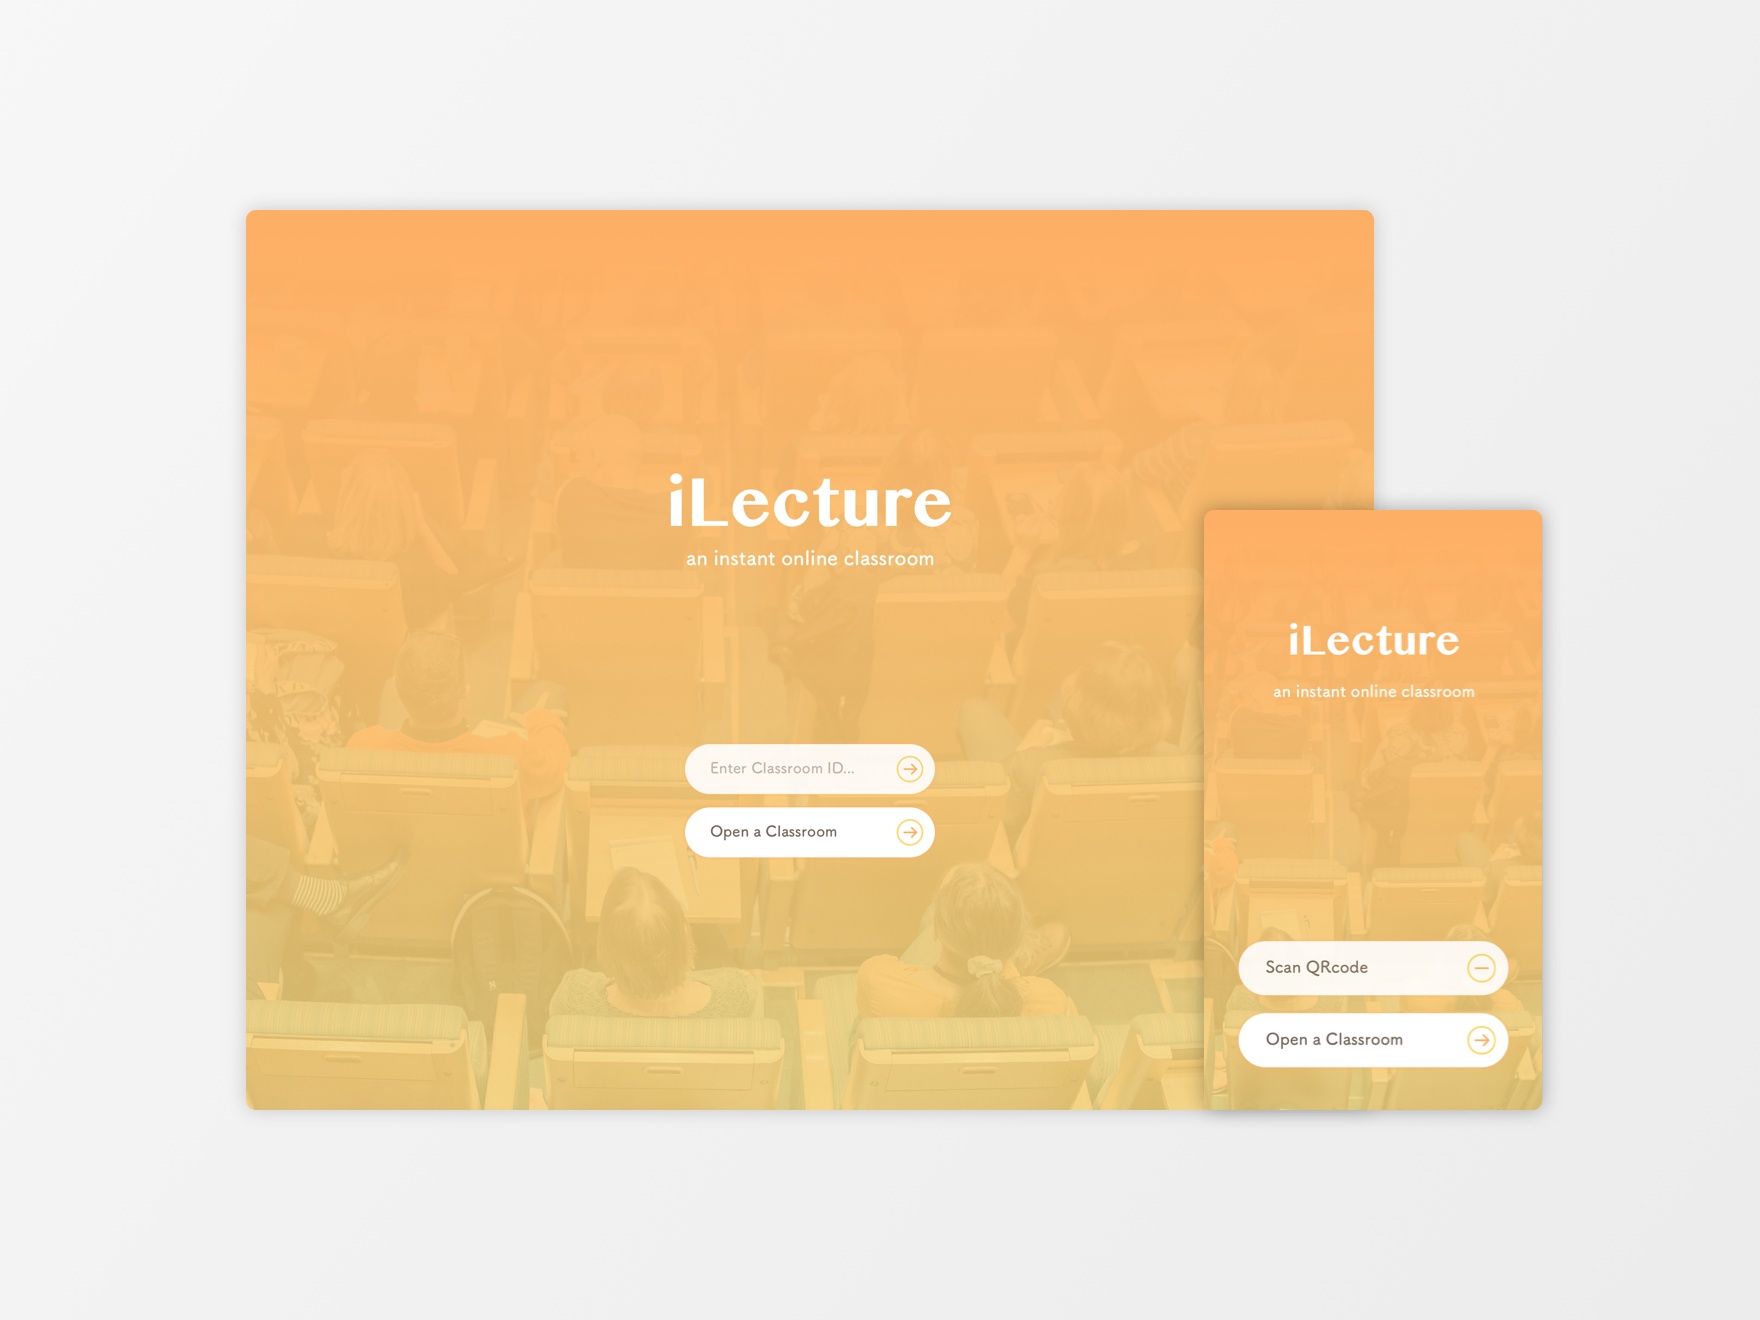 iLecture
an instant online classroom
Enter Classroom ID...
Open a Classroom
iLecture
an instant online classroom
Scan QRcode
Open a Classroom